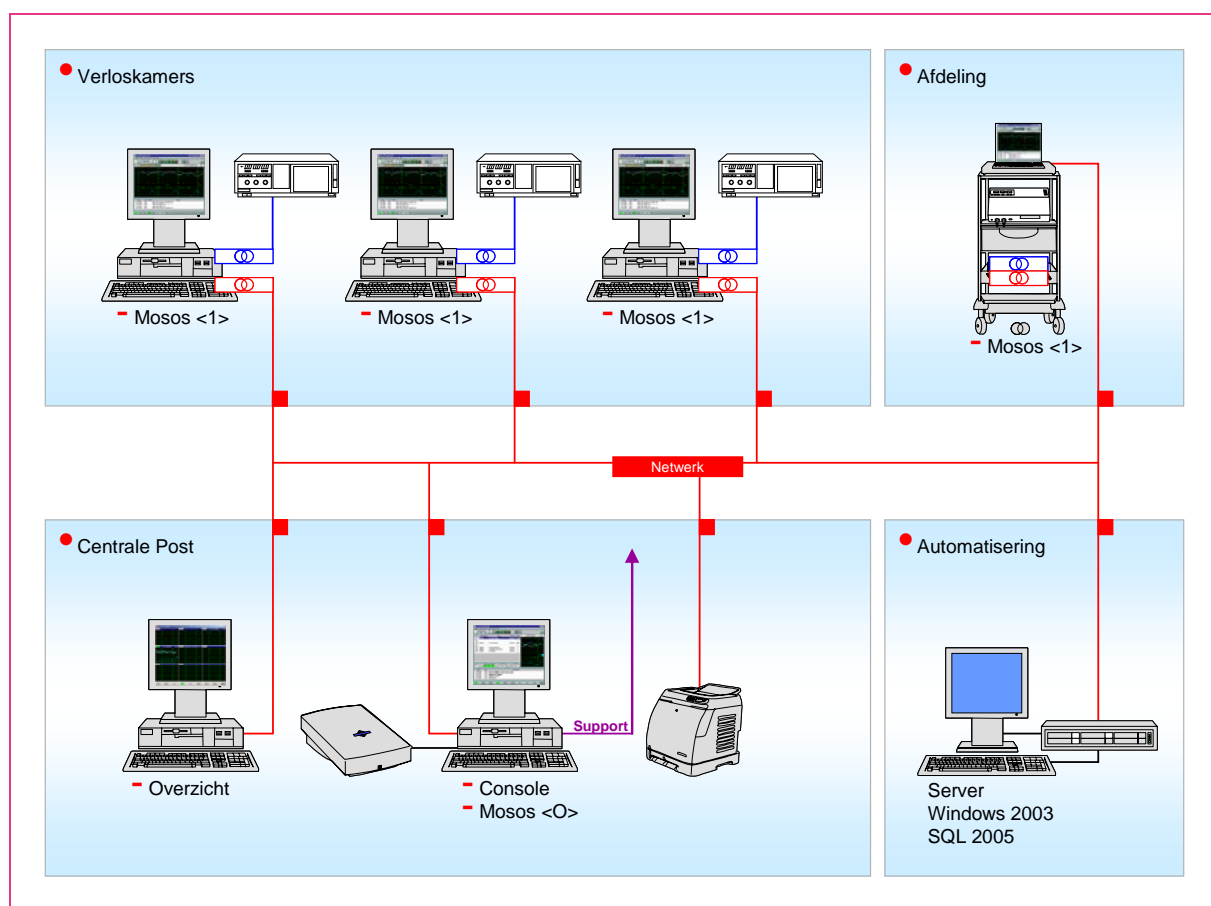 Verloskamers
Mosos <1>
Mosos <1>
Mosos <1>
Afdeling
Mosos <1>
Netwerk
Centrale Post
Overzicht
Support
Console
Mosos <O>
Automatisering
Server
Windows 2003
SQL 2005